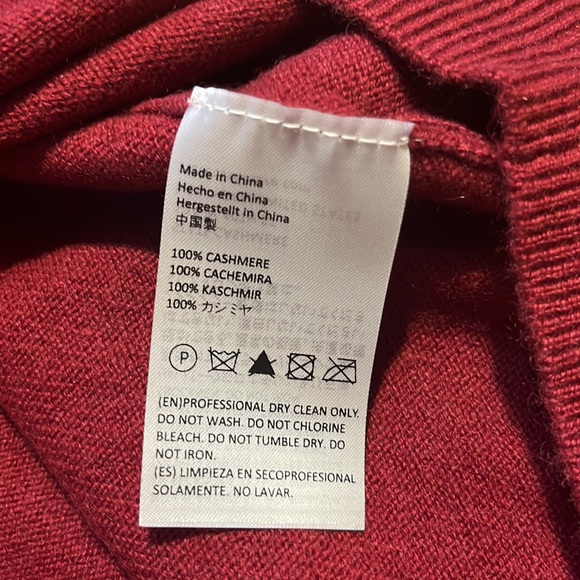 Made in China
Hecho en China
Hergestellt in China
中国製
100% CASHMERE
100% CACHEMIRA
100% KASCHMIR
100% カシミヤ
P
(EN)PROFESSIONAL DRY CLEAN ONLY.
DO NOT WASH. DO NOT CHLORINE
BLEACH. DO NOT TUMBLE DRY. DO
NOT IRON.
(ES) LIMPIEZA EN SECOPROFESIONAL
SOLAMENTE. NO LAVAR.